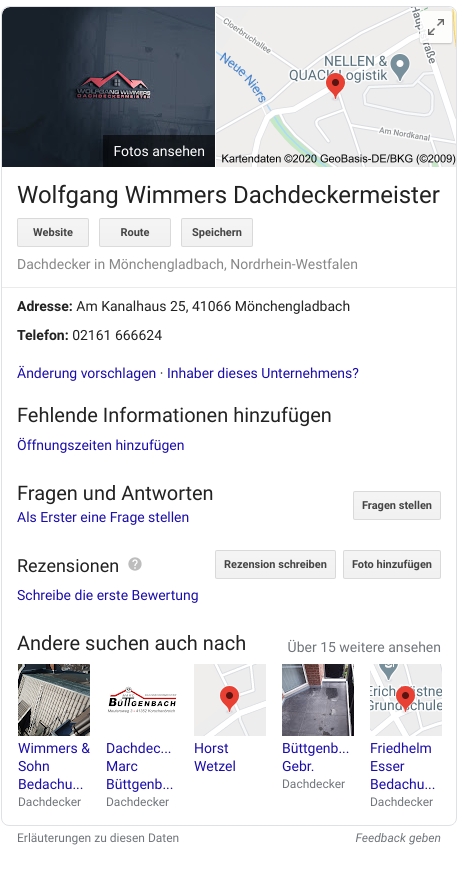 Cloerbruchallee
Neue Niers
Hauptstraße
NELLEN &
QUACK Logistik
Am Nordkanal
WOLFGANG WIMMERS
DACHDECKERMEISTER
Fotos ansehen
Kartendaten ©2020 GeoBasis-DE/BKG (©2009)
Wolfgang Wimmers Dachdeckermeister
Website Route Speichern
Dachdecker in Mönchengladbach, Nordrhein-Westfalen
Adresse: Am Kanalhaus 25, 41066 Mönchengladbach
Telefon: 02161 666624
Änderung vorschlagen · Inhaber dieses Unternehmens?
Fehlende Informationen hinzufügen
Öffnungszeiten hinzufügen
Fragen und Antworten
Fragen stellen
Als Erster eine Frage stellen
Rezensionen ? Rezension schreiben Foto hinzufügen
Schreibe die erste Bewertung
Andere suchen auch nach Über 15 weitere ansehen
BÜTTGENBACH
Erich Kästner
Grundschule
Wimmers &
Sohn
Bedachu...
Dachdecker
Dachdec...
Marc
Büttgenb...
Dachdecker
Horst
Wetzel
Büttgenb...
Gebr.
Dachdecker
Friedhelm
Esser
Bedachu...
Dachdecker
Erläuterungen zu diesen Daten Feedback geben